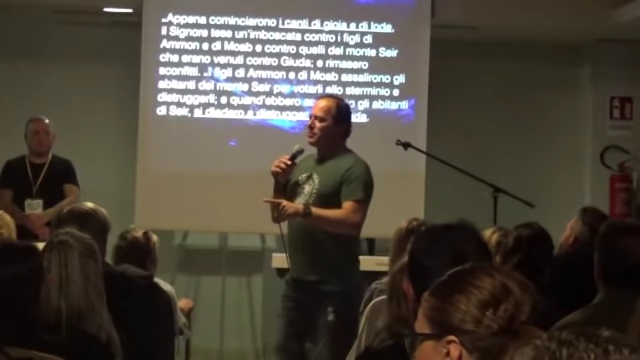 „Appena cominciarono i canti di gioia e di lode,
il Signore tese un'imboscata contro i figli di
Ammon e di Moab e contro quelli del monte Seir
che erano venuti contro Giuda; e rimasero
sconfitti. „I figli di Ammon e di Moab assalirono gli
abitanti del monte Seir per votarli allo sterminio e
distruggerli; e quand'ebbero gli abitanti
di Seir, si diedero a